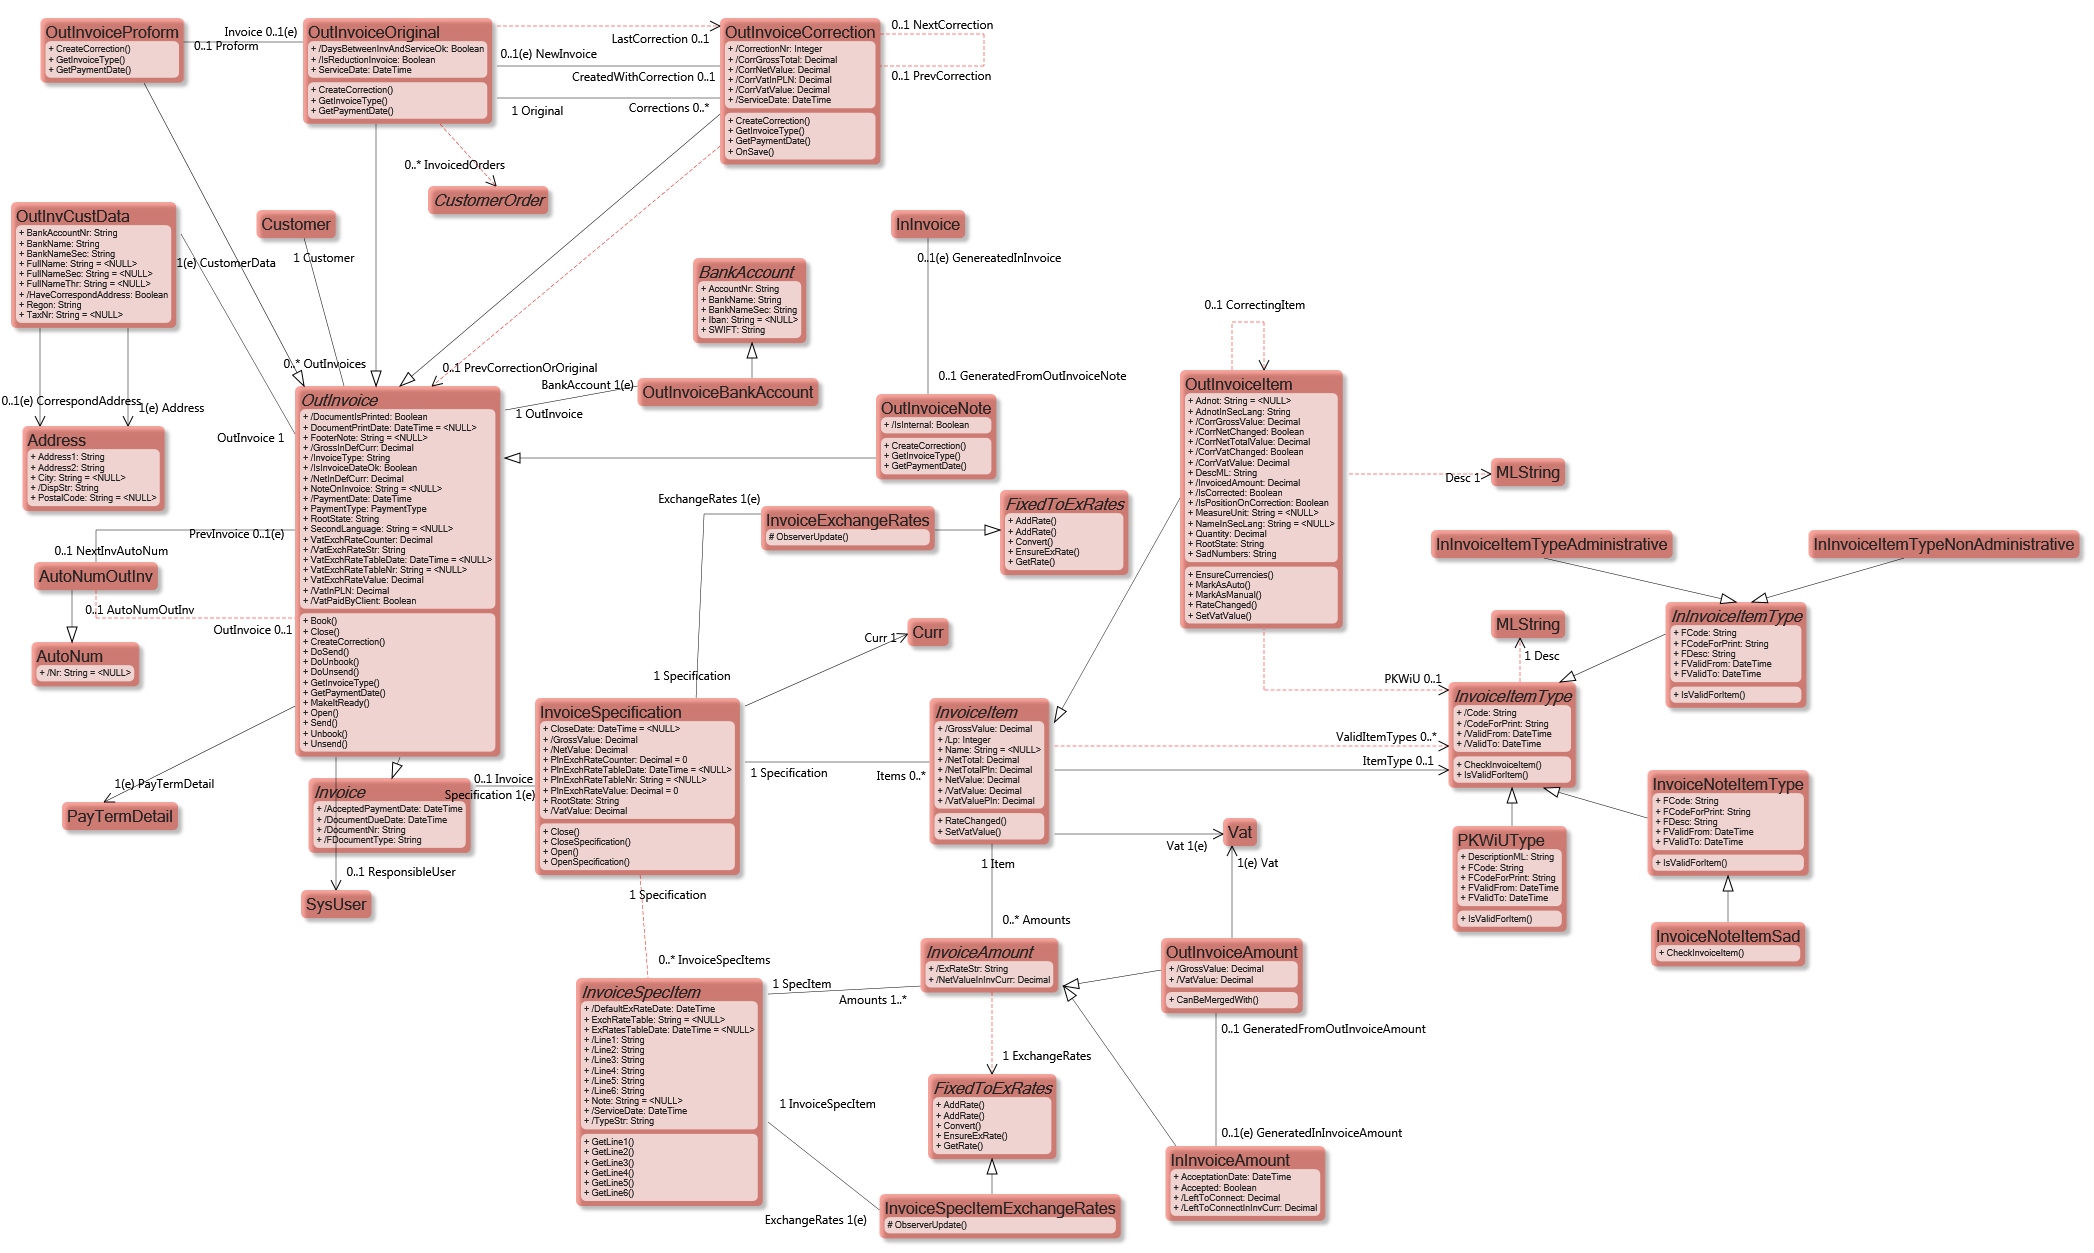 OutInvoiceProform
+ CreateCorrection()
+ GetInvoiceType()
+ GetPaymentDate()
Invoice 0..1(e)
0..1 Proform
OutInvoiceOriginal
+ /DaysBetweenInvAndServiceOk: Boolean
+ /IsReductionInvoice: Boolean
+ ServiceDate: DateTime
+ CreateCorrection()
+ GetInvoiceType()
+ GetPaymentDate()
LastCorrection 0..1
0..1(e) NewInvoice
CreatedWithCorrection 0..1
1 Original
Corrections 0..*
OutInvoiceCorrection
+ /CorrectionNr: Integer
+ /CorrGrossTotal: Decimal
+ /CorrNetValue: Decimal
+ /CorrVatInPLN: Decimal
+ /CorrVatValue: Decimal
+ /ServiceDate: DateTime
+ CreateCorrection()
+ GetInvoiceType()
+ GetPaymentDate()
+ OnSave()
0..1 NextCorrection
0..1 PrevCorrection
0..* InvoicedOrders
CustomerOrder
OutInvCustData
+ BankAccountNr: String
+ BankName: String
+ BankNameSec: String
+ FullName: String = <NULL>
+ FullNameSec: String = <NULL>
+ FullNameThr: String = <NULL>
+ /HaveCorrespondAddress: Boolean
+ Regon: String
+ TaxNr: String = <NULL>
1(e) CustomerData
Customer
1 Customer
0..* OutInvoices
InInvoice
0..1(e) GenereatedInInvoice
0..1 GeneratedFromOutInvoiceNote
BankAccount
+ AccountNr: String
+ BankName: String
+ BankNameSec: String
+ Iban: String = <NULL>
+ SWIFT: String
0..1 PrevCorrectionOrOriginal
BankAccount 1(e)
1 OutInvoice
OutInvoiceBankAccount
OutInvoiceNote
+ /IsInternal: Boolean
+ CreateCorrection()
+ GetInvoiceType()
+ GetPaymentDate()
0..1 CorrectingItem
OutInvoiceItem
+ Adnot: String = <NULL>
+ AdnotInSecLang: String
+ /CorrGrossValue: Decimal
+ /CorrNetChanged: Boolean
+ /CorrNetTotalValue: Decimal
+ /CorrVatChanged: Boolean
+ /CorrVatValue: Decimal
+ DescML: String
+ /InvoicedAmount: Decimal
+ /IsCorrected: Boolean
+ /IsPositionOnCorrection: Boolean
+ MeasureUnit: String = <NULL>
+ NameInSecLang: String = <NULL>
+ Quantity: Decimal
+ RootState: String
+ SadNumbers: String
+ EnsureCurrencies()
+ MarkAsAuto()
+ MarkAsManual()
+ RateChanged()
+ SetVatValue()
Desc 1
MLString
0..1(e) CorrespondAddress
1(e) Address
OutInvoice 1
Address
+ Address1: String
+ Address2: String
+ City: String = <NULL>
+ /DispStr: String
+ PostalCode: String = <NULL>
OutInvoice
+ /DocumentIsPrinted: Boolean
+ DocumentPrintDate: DateTime = <NULL>
+ FooterNote: String = <NULL>
+ /GrossInDefCurr: Decimal
+ /InvoiceType: String
+ /IsInvoiceDateOk: Boolean
+ /NetInDefCurr: Decimal
+ NoteOnInvoice: String = <NULL>
+ /PaymentDate: DateTime
+ PaymentType: PaymentType
+ RootState: String
+ SecondLanguage: String = <NULL>
+ VatExchRateCounter: Decimal
+ /VatExchRateStr: String
+ VatExchRateTableDate: DateTime = <NULL>
+ VatExchRateTableNr: String = <NULL>
+ VatExchRateValue: Decimal
+ /VatInPLN: Decimal
+ /VatPaidByClient: Boolean
+ Book()
+ Close()
+ CreateCorrection()
+ DoSend()
+ DoUnbook()
+ DoUnsend()
+ GetInvoiceType()
+ GetPaymentDate()
+ MakeItReady()
+ Open()
+ Send()
+ Unbook()
+ Unsend()
PrevInvoice 0..1(e)
0..1 NextInvAutoNum
AutoNumOutInv
0..1 AutoNumOutInv
OutInvoice 0..1
AutoNum
+ /Nr: String = <NULL>
ExchangeRates 1(e)
InvoiceExchangeRates
# ObserverUpdate()
FixedToExRates
+ AddRate()
+ AddRate()
+ Convert()
+ EnsureExRate()
+ GetRate()
InInvoiceItemTypeAdministrative
InInvoiceItemTypeNonAdministrative
MLString
1 Desc
InInvoiceItemType
+ FCode: String
+ FCodeForPrint: String
+ FDesc: String
+ FValidFrom: DateTime
+ FValidTo: DateTime
+ IsValidForItem()
Curr 1
Curr
1 Specification
PKWiU 0..1
InvoiceItemType
+ /Code: String
+ /CodeForPrint: String
+ /ValidFrom: DateTime
+ /ValidTo: DateTime
+ CheckInvoiceItem()
+ IsValidForItem()
ValidItemTypes 0..*
ItemType 0..1
InvoiceSpecification
+ CloseDate: DateTime = <NULL>
+ /GrossValue: Decimal
+ /NetValue: Decimal
+ PlnExchRateCounter: Decimal = 0
+ PlnExchRateTableDate: DateTime = <NULL>
+ PlnExchRateTableNr: String = <NULL>
+ PlnExchRateValue: Decimal = 0
+ RootState: String
+ /VatValue: Decimal
+ Close()
+ CloseSpecification()
+ Open()
+ OpenSpecification()
1 Specification
Items 0..*
InvoiceItem
+ /GrossValue: Decimal
+ /Lp: Integer
+ Name: String = <NULL>
+ /NetTotal: Decimal
+ /NetTotalPln: Decimal
+ NetValue: Decimal
+ /VatValue: Decimal
+ /VatValuePln: Decimal
+ RateChanged()
+ SetVatValue()
1(e) PayTermDetail
PayTermDetail
Invoice
+ /AcceptedPaymentDate: DateTime
+ /DocumentDueDate: DateTime
+ /DocumentNr: String
+ /FDocumentType: String
0..1 Invoice
Specification 1(e)
0..1 ResponsibleUser
SysUser
InvoiceNoteItemType
+ FCode: String
+ FCodeForPrint: String
+ FDesc: String
+ FValidFrom: DateTime
+ FValidTo: DateTime
+ IsValidForItem()
PKWiUType
+ DescriptionML: String
+ FCode: String
+ FCodeForPrint: String
+ FValidFrom: DateTime
+ FValidTo: DateTime
+ IsValidForItem()
InvoiceNoteItemSad
+ CheckInvoiceItem()
Vat 1(e)
Vat
1(e) Vat
1 Item
0..* Amounts
1 Specification
0..* InvoiceSpecItems
InvoiceSpecItem
+ /DefaultExRateDate: DateTime
+ ExchRateTable: String = <NULL>
+ ExRatesTableDate: DateTime = <NULL>
+ /Line1: String
+ /Line2: String
+ /Line3: String
+ /Line4: String
+ /Line5: String
+ /Line6: String
+ Note: String = <NULL>
+ /ServiceDate: DateTime
+ /TypeStr: String
+ GetLine1()
+ GetLine2()
+ GetLine3()
+ GetLine4()
+ GetLine5()
+ GetLine6()
1 SpecItem
Amounts 1..*
InvoiceAmount
+ /ExRateStr: String
+ /NetValueInInvCurr: Decimal
OutInvoiceAmount
+ /GrossValue: Decimal
+ /VatValue: Decimal
+ CanBeMergedWith()
0..1 GeneratedFromOutInvoiceAmount
1 ExchangeRates
FixedToExRates
+ AddRate()
+ AddRate()
+ Convert()
+ EnsureExRate()
+ GetRate()
1 InvoiceSpecItem
0..1(e) GeneratedInInvoiceAmount
InInvoiceAmount
+ AcceptationDate: DateTime
+ Accepted: Boolean
+ /LeftToConnect: Decimal
+ /LeftToConnectInInvCurr: Decimal
ExchangeRates 1(e)
InvoiceSpecItemExchangeRates
# ObserverUpdate()